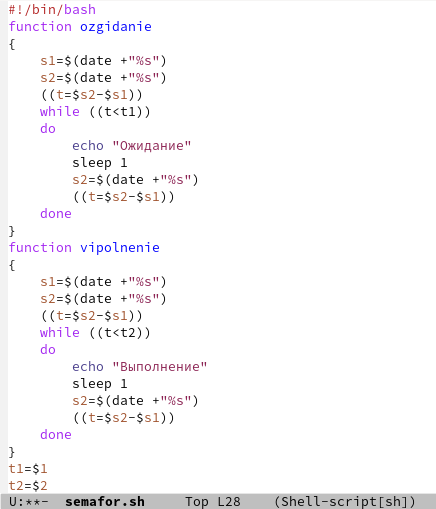 #!/bin/bash
function ozgidanie
{
    s1=$(date +"%s")
    s2=$(date +"%s")
    ((t=$s2-$s1))
    while ((t<t1))
    do
        echo "Ожидание"
        sleep 1
        s2=$(date +"%s")
        ((t=$s2-$s1))
    done
}
function vipolnenie
{
    s1=$(date +"%s")
    s2=$(date +"%s")
    ((t=$s2-$s1))
    while ((t<t2))
    do
        echo "Выполнение"
        sleep 1
        s2=$(date +"%s")
        ((t=$s2-$s1))
    done
}
t1=$1
t2=$2
U:**-  semafor.sh     Top L28    (Shell-script[sh])